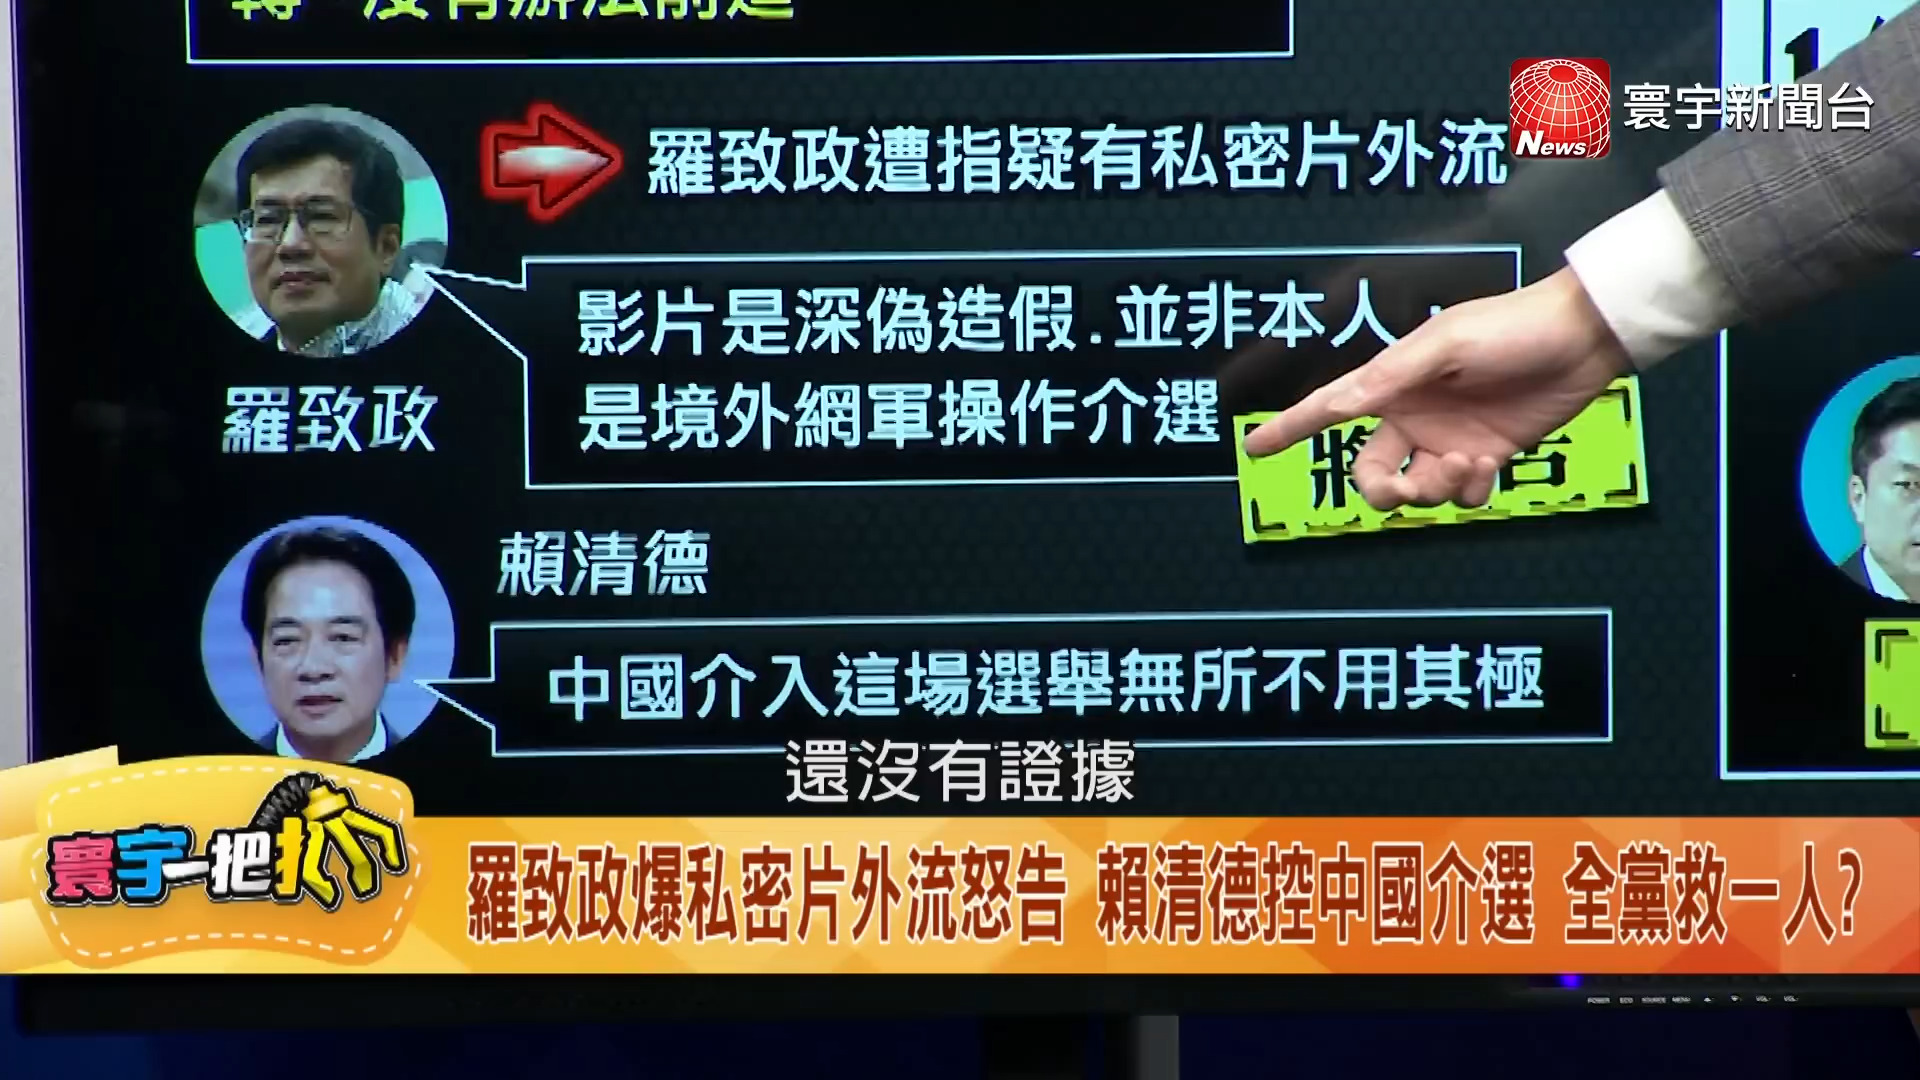 寰宇新聞台
News
羅致政遭指疑有私密片外流
影片是深偽造假.並非本人,
是境外網軍操作介選
羅致政
賴清德
中國介入這場選舉無所不用其極
還沒有證據
寰宇一把抓
羅致政爆私密片外流怒告 賴清德控中國介選 全黨救一人?